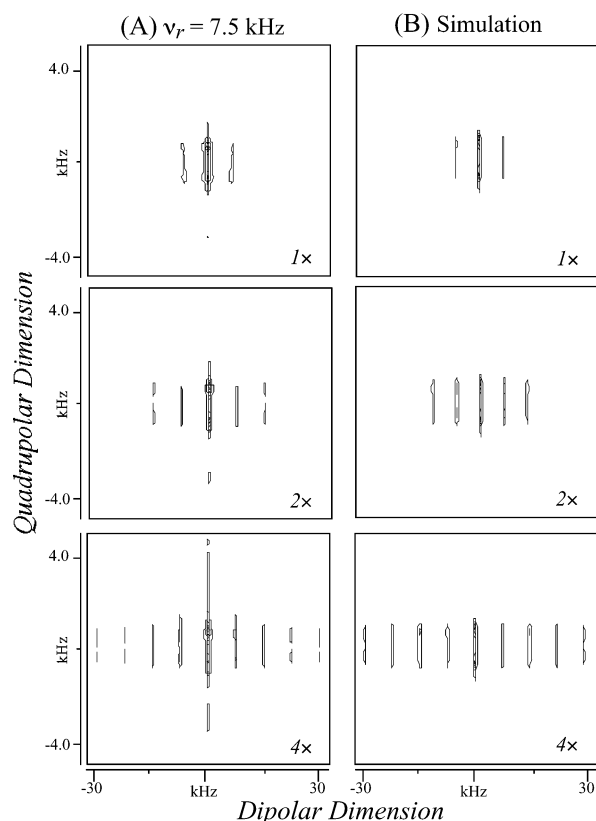 (A) νr = 7.5 kHz
(B) Simulation
4.0
kHz
-4.0
1×
1×
4.0
kHz
-4.0
2×
2×
4.0
kHz
-4.0
4×
4×
Quadrupolar Dimension
-30
kHz
30
-30
kHz
30
Dipolar Dimension